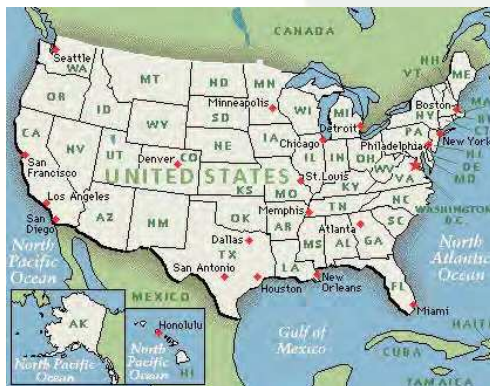 CANADA
Seattle
WA
MT
ND
MN
NH
VT
ME
OR
ID
Minneapolis
WI
MI
Boston
MA
SD
WY
NY
RI
CT
Detroit
IA
Chicago
PA
Philadelphia
New York
CA
NV
UT
Denver
CO
NE
IL
IN
OH
WV
NJ
DE
MD
San
Francisco
UNITED STATES
KS
St.Louis
MO
KY
VA
WASHINGTON
D.C.
Los Angeles
San
Diego
AZ
NM
OK
AR
Memphis
TN
NC
SC
Atlanta
MS
AL
GA
Dallas
TX
LA
San Antonio
Houston
New
Orleans
FL
Miami
North
Pacific
Ocean
North
Atlantic
Ocean
MEXICO
Gulf of
Mexico
CUBA
HAITI
JAMAICA
AK
North Pacific
Ocean
Honolulu
North
Pacific
Ocean
HI